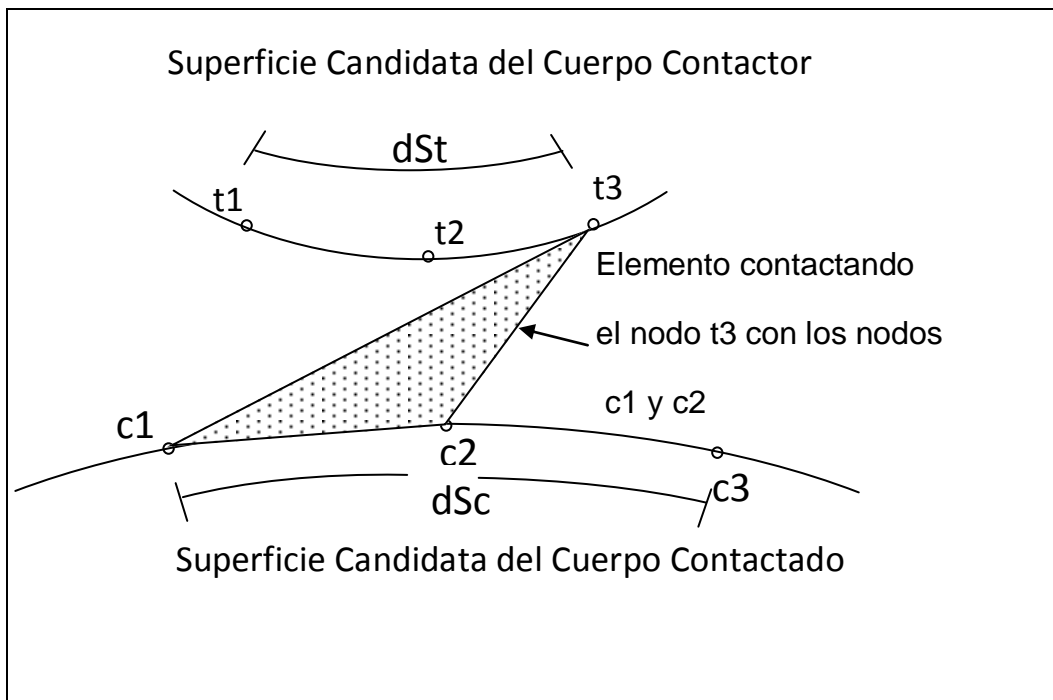 Superficie Candidata del Cuerpo Contactor
dSt
t1
t2
t3
Elemento contactando
el nodo t3 con los nodos
c1 y c2
c1
c2
c3
dSc
Superficie Candidata del Cuerpo Contactado